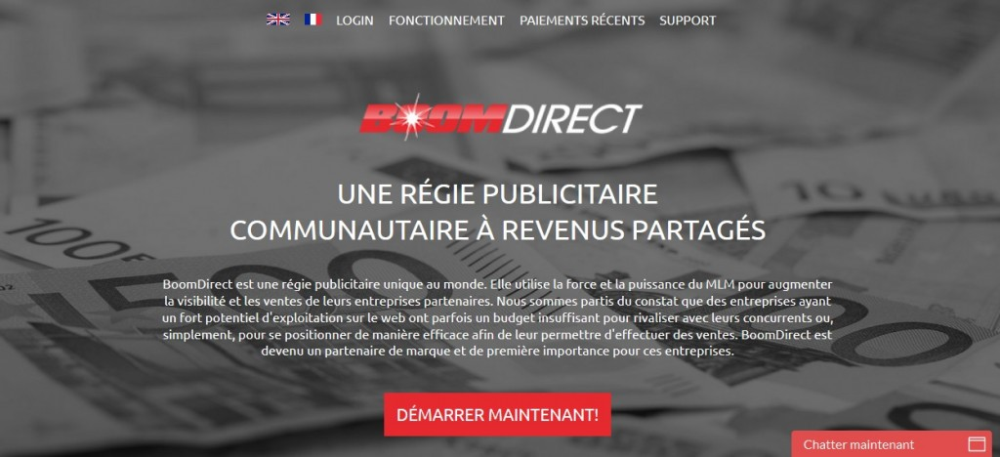 LOGIN FONCTIONNEMENT PAIEMENTS RÉCENTS SUPPORT
BOOMDIRECT
UNE RÉGIE PUBLICITAIRE
COMMUNAUTAIRE À REVENUS PARTAGÉS
BoomDirect est une régie publicitaire unique au monde. Elle utilise la force et la puissance du MLM pour augmenter
la visibilité et les ventes de leurs entreprises partenaires. Nous sommes partis du constat que des entreprises ayant
un fort potentiel d'exploitation sur le web ont parfois un budget insuffisant pour rivaliser avec leurs concurrents ou,
simplement, pour se positionner de manière efficace afin de leur permettre d'effectuer des ventes. BoomDirect est
devenu un partenaire de marque et de première importance pour ces entreprises.
DÉMARRER MAINTENANT!
Chatter maintenant
100
500
10